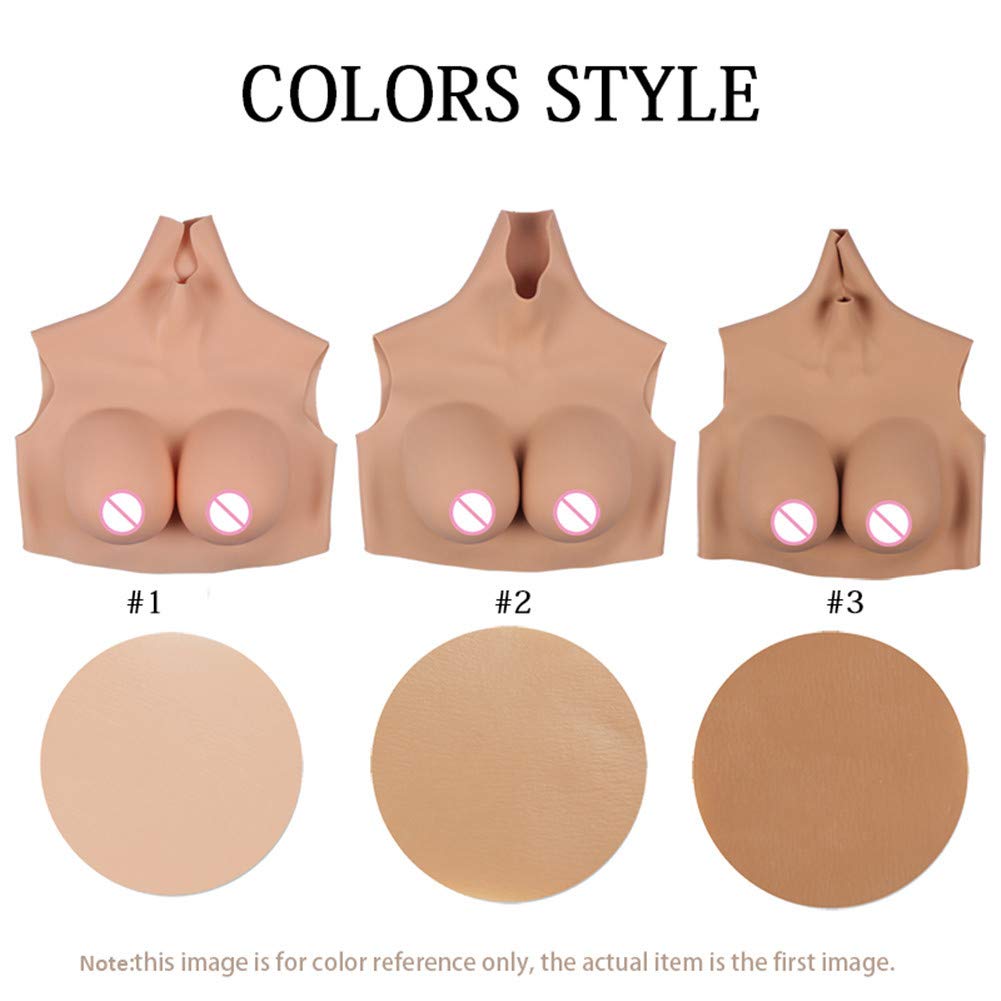 COLORS STYLE
#1
#2
#3
Note:this image is for color reference only, the actual item is the first image.